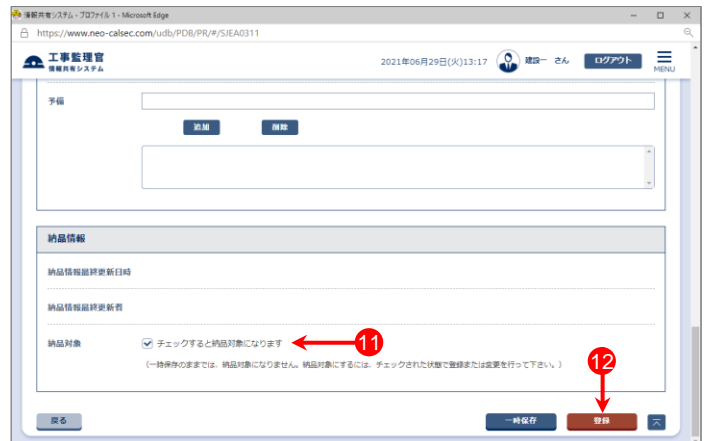 情報共有システム - プロファイル 1 - Microsoft Edge
https://www.neo-calsec.com/udb/PDB/PR/#/SJEA0311
工事監理官
情報共有システム
2021年06月29日(火)13:17 建設一 さん ログアウト MENU
予備
追加 削除
納品情報
納品情報最終更新日時
納品情報最終更新者
納品対象 チェックすると納品対象になります 11
(一時保存のままでは、納品対象になりません。納品対象にするには、チェックされた状態で登録または変更を行って下さい。)
12
戻る 一時保存 登録